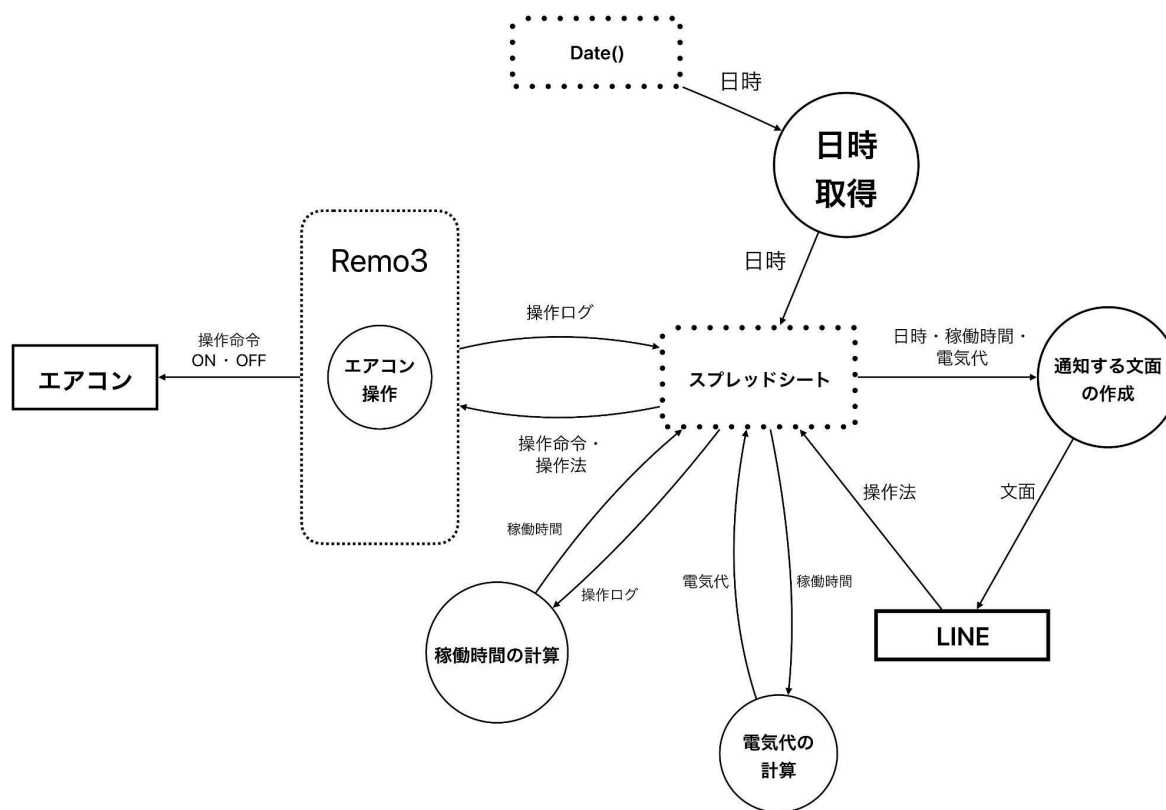 Date()
日時
日時
取得
日時
Remo3
操作ログ
操作命令
ON・OFF
エアコン
エアコン
操作
スプレッドシート
日時・稼働時間・
電気代
通知する文面
の作成
操作命令・
操作法
操作法
文面
稼働時間
操作ログ
電気代
稼働時間
LINE
稼働時間の計算
電気代の
計算